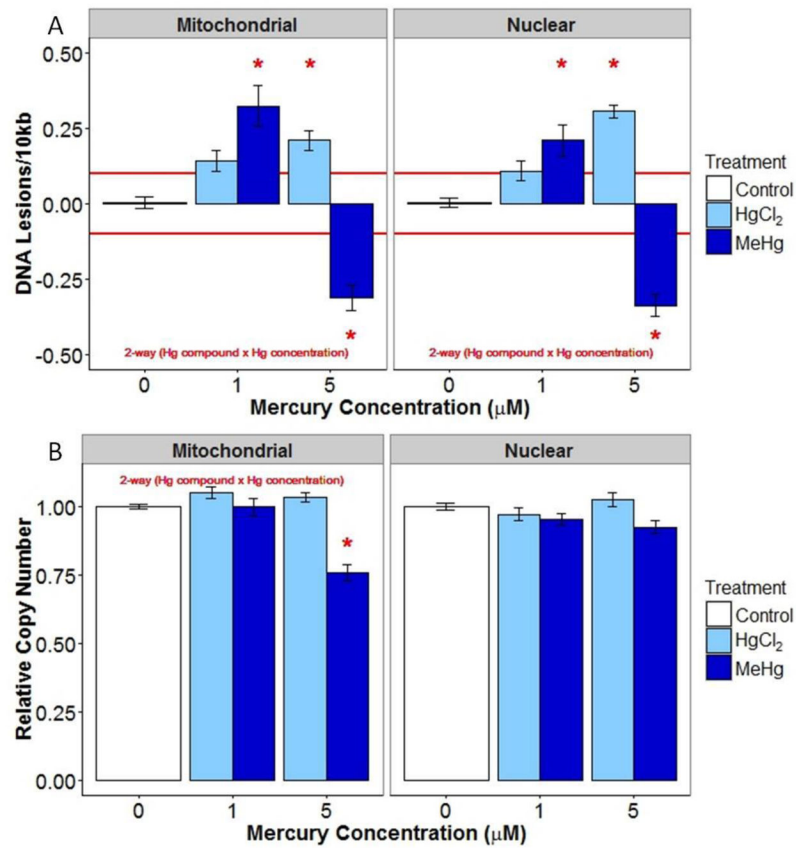 A
Mitochondrial
Nuclear
DNA Lesions/10kb
0.50
0.25
0.00
-0.25
-0.50
*
*
*
*
*
*
2-way (Hg compound x Hg concentration)
2-way (Hg compound x Hg concentration)
0
1
5
0
1
5
Mercury Concentration (μM)
Treatment
Control
HgCl₂
MeHg
B
Mitochondrial
Nuclear
2-way (Hg compound x Hg concentration)
Relative Copy Number
1.00
0.75
0.50
0.25
0.00
*
0
1
5
0
1
5
Mercury Concentration (μM)
Treatment
Control
HgCl₂
MeHg